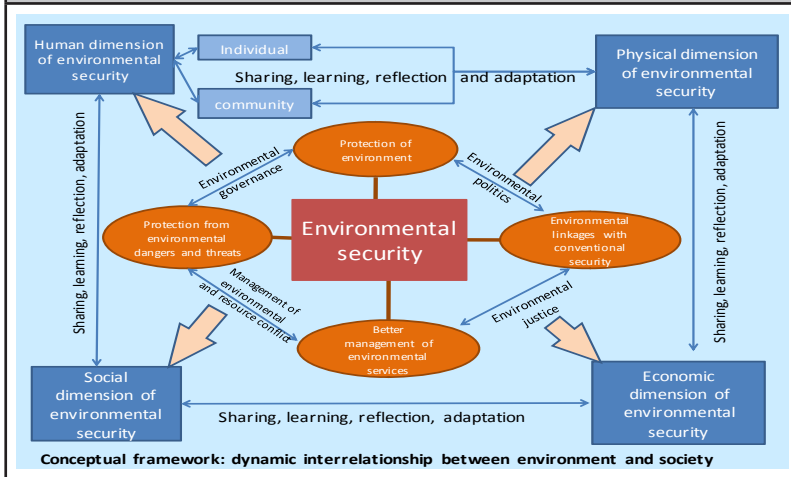 Human dimension
of environmental
security
Individual
community
Sharing, learning, reflection and adaptation
Physical dimension
of environmental
security
Sharing, learning, reflection, adaptation
Environmental
governance
Protection of
environment
Environmental
politics
Sharing, learning, reflection, adaptation
Protection from
environmental
dangers and threats
Environmental
security
Environmental
linkages with
conventional
security
Management of
environmental
and resource conflict
Better
management of
environmental
services
Environmental
justice
Social
dimension of
environmental
security
Sharing, learning, reflection, adaptation
Economic
dimension of
environmental
security
Conceptual framework: dynamic interrelationship between environment and society